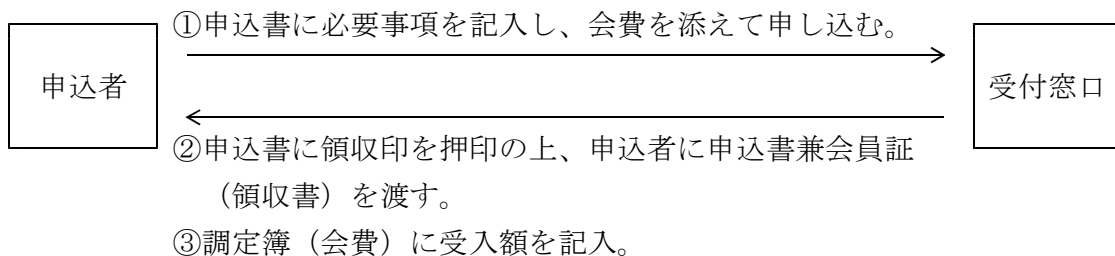 ①申込書に必要事項を記入し、会費を添えて申し込む。
申込者
受付窓口
②申込書に領収印を押印の上、申込者に申込書兼会員証
（領収書）を渡す。
③調定簿（会費）に受入額を記入。